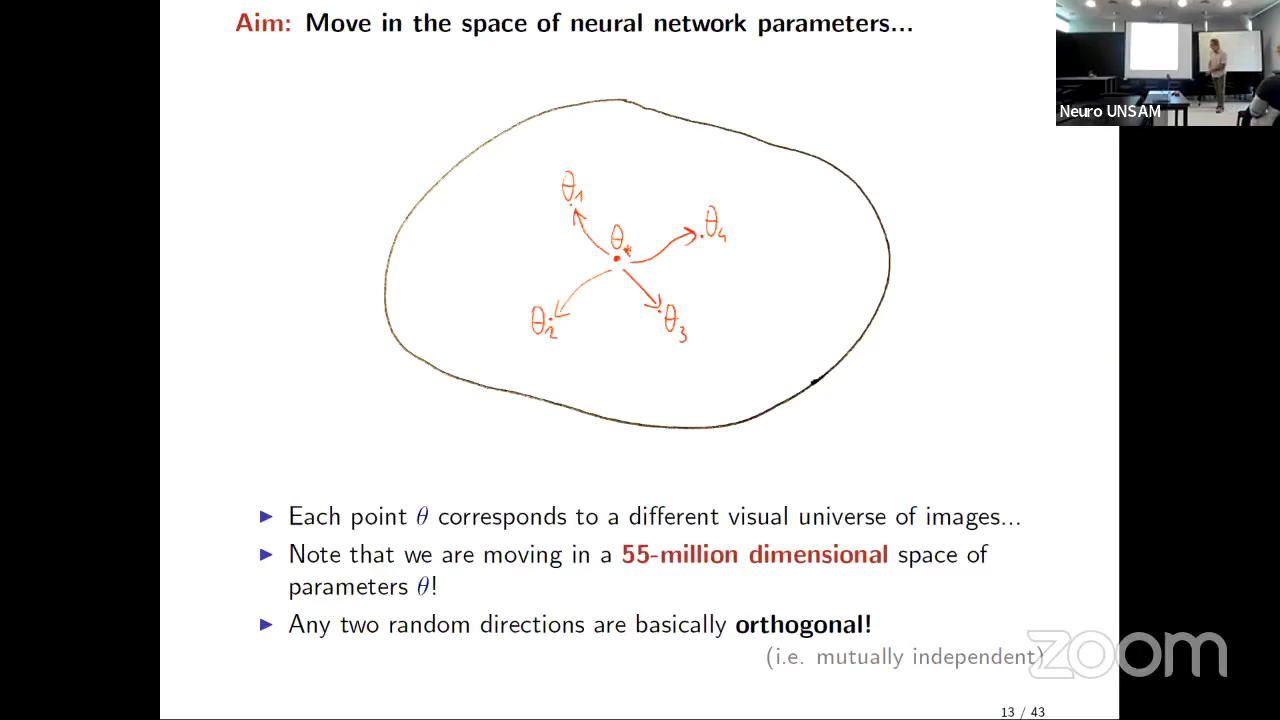 Aim: Move in the space of neural network parameters...
Neuro UNSAM
θ1
θ4
θ*
θ2
θ3
▶ Each point θ corresponds to a different visual universe of images...
▶ Note that we are moving in a 55-million dimensional space of
parameters θ!
▶ Any two random directions are basically orthogonal!
(i.e. mutually independent)
zoom
13 / 43